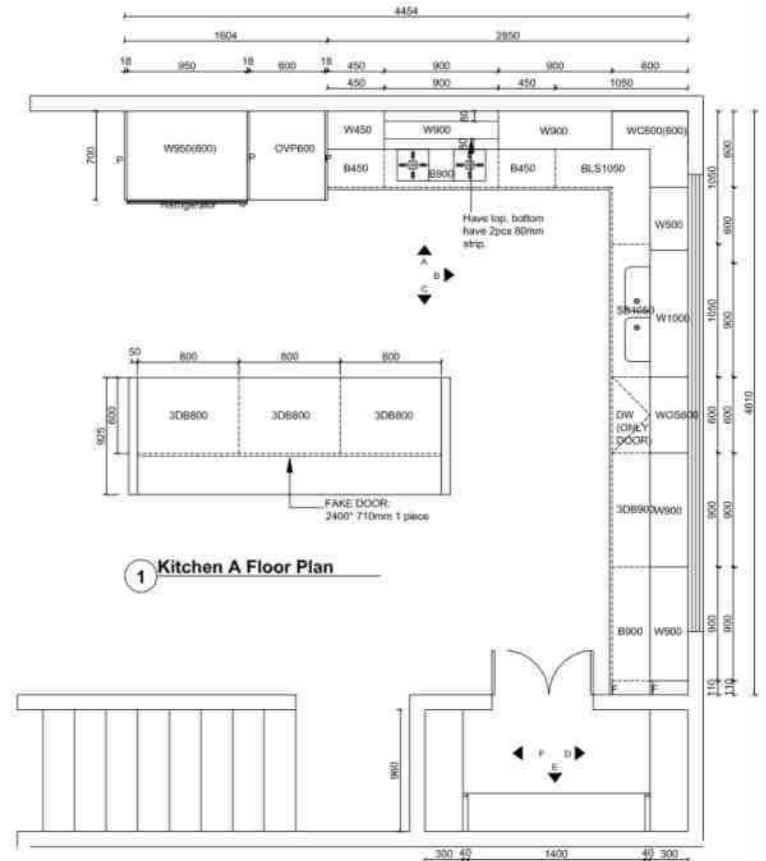 4454
1604 2850
18 950 18 600 18 450 900 900 600
450 900 450 1050
700
P W950(600) P OVP600 P
Refrigerator
W450 W900 W900 WC600(600)
80
80
B450 B900 B450 BLS1050
Have top, bottom
have 2pcs 80mm
strip.
A
B
C
W1000
SB1050
DW
(ONLY
DOOR)
3DB900 W900
B900 W900
F F
1050 1050 600 900 900 110
600 600 900 600 900 900 110
4610
50 800 800 800
925 600
3DB800 3DB800 3DB800
FAKE DOOR:
2400* 710mm 1 piece
1 Kitchen A Floor Plan
960
F D
E
300 40 1400 40 300